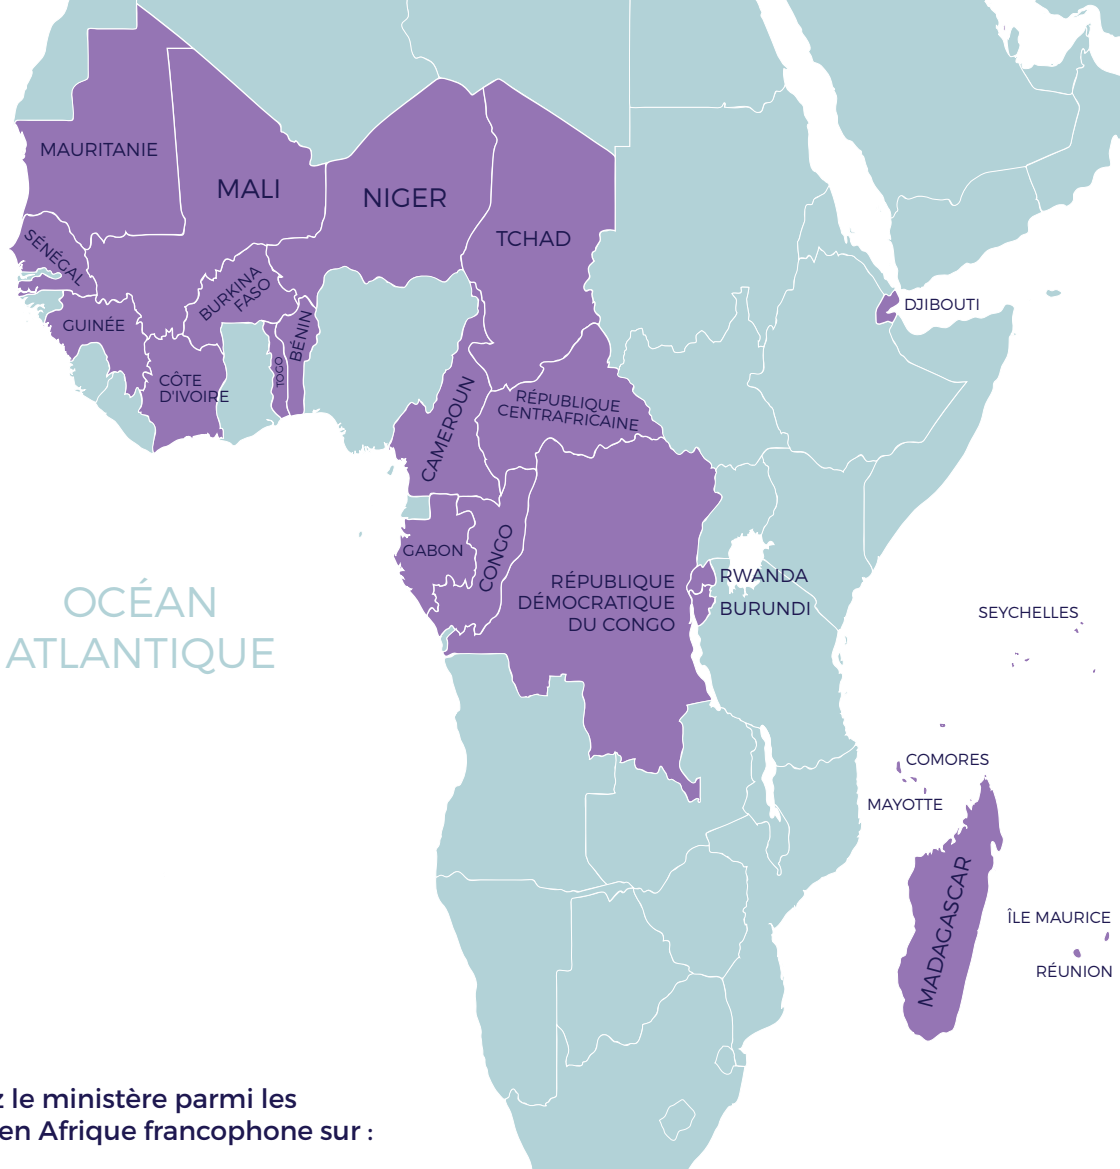 MAURITANIE
MALI
NIGER
TCHAD
SÉNÉGAL
BURKINA
FASO
DJIBOUTI
GUINÉE
BÉNIN
TOGO
CÔTE
D'IVOIRE
CAMEROUN
RÉPUBLIQUE
CENTRAFRICAINE
GABON
CONGO
RÉPUBLIQUE
DÉMOCRATIQUE
DU CONGO
RWANDA
BURUNDI
OCÉAN
ATLANTIQUE
SEYCHELLES
COMORES
MAYOTTE
MADAGASCAR
ÎLE MAURICE
RÉUNION
z le ministère parmi les
en Afrique francophone sur :